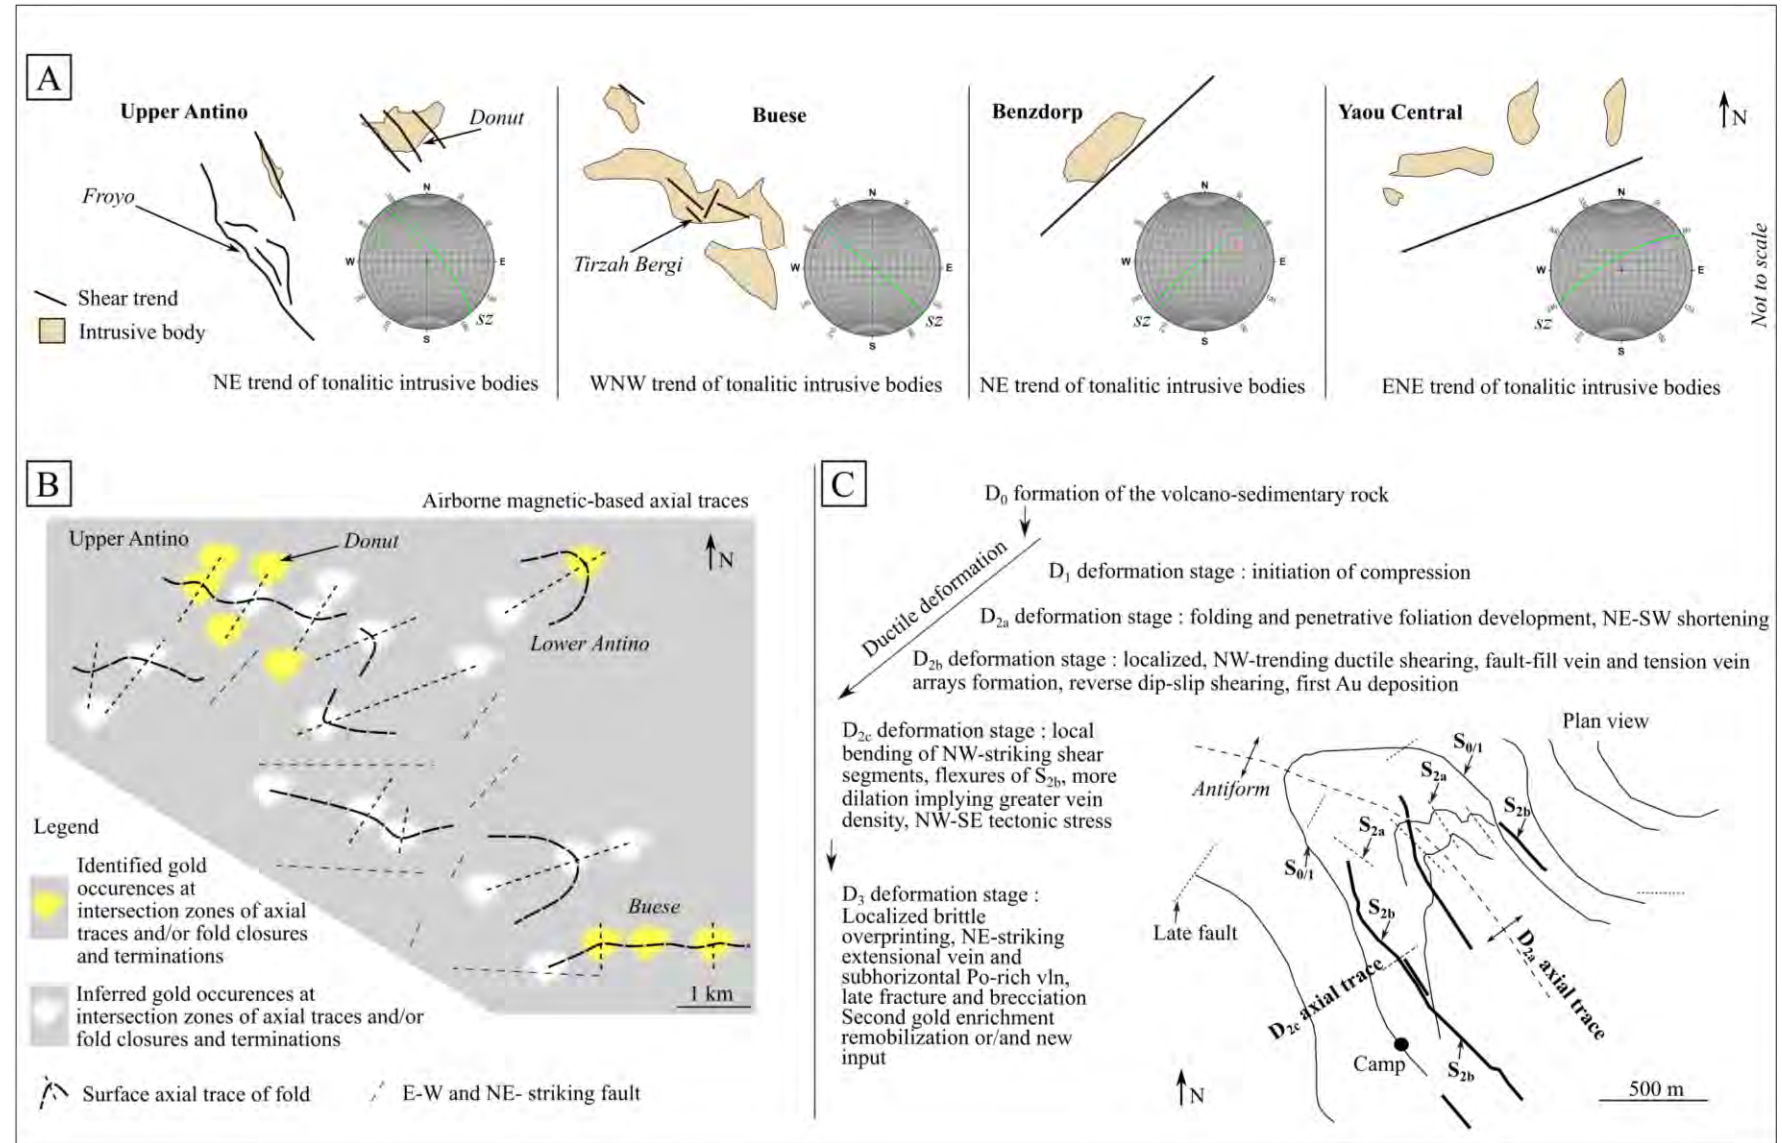 A
Upper Antino
Donut
Froyo
Shear trend
Intrusive body
N
W
E
S
sz
NE trend of tonalitic intrusive bodies
Buese
Tirzah Bergi
N
W
E
S
sz
WNW trend of tonalitic intrusive bodies
Benzdorp
N
W
E
S
sz
NE trend of tonalitic intrusive bodies
Yaou Central
N
N
W
E
S
sz
Not to scale
ENE trend of tonalitic intrusive bodies
B
Airborne magnetic-based axial traces
Upper Antino
Donut
N
Lower Antino
Buese
1 km
Legend
Identified gold
occurences at
intersection zones of axial
traces and/or fold closures
and terminations
Inferred gold occurences at
intersection zones of axial traces and/or
fold closures and terminations
Surface axial trace of fold
E-W and NE- striking fault
C
D0 formation of the volcano-sedimentary rock
Ductile deformation
D1 deformation stage : initiation of compression
D2a deformation stage : folding and penetrative foliation development, NE-SW shortening
D2b deformation stage : localized, NW-trending ductile shearing, fault-fill vein and tension vein
arrays formation, reverse dip-slip shearing, first Au deposition
D2c deformation stage : local
bending of NW-striking shear
segments, flexures of S2b, more
dilation implying greater vein
density, NW-SE tectonic stress
D3 deformation stage :
Localized brittle
overprinting, NE-striking
extensional vein and
subhorizontal Po-rich vln,
late fracture and brecciation
Second gold enrichment
remobilization or/and new
input
Plan view
Antiform
S0/1
S2a
S2b
S2a
S0/1
S2b
Late fault
D2a axial trace
D2c axial trace
Camp
S2b
N
500 m